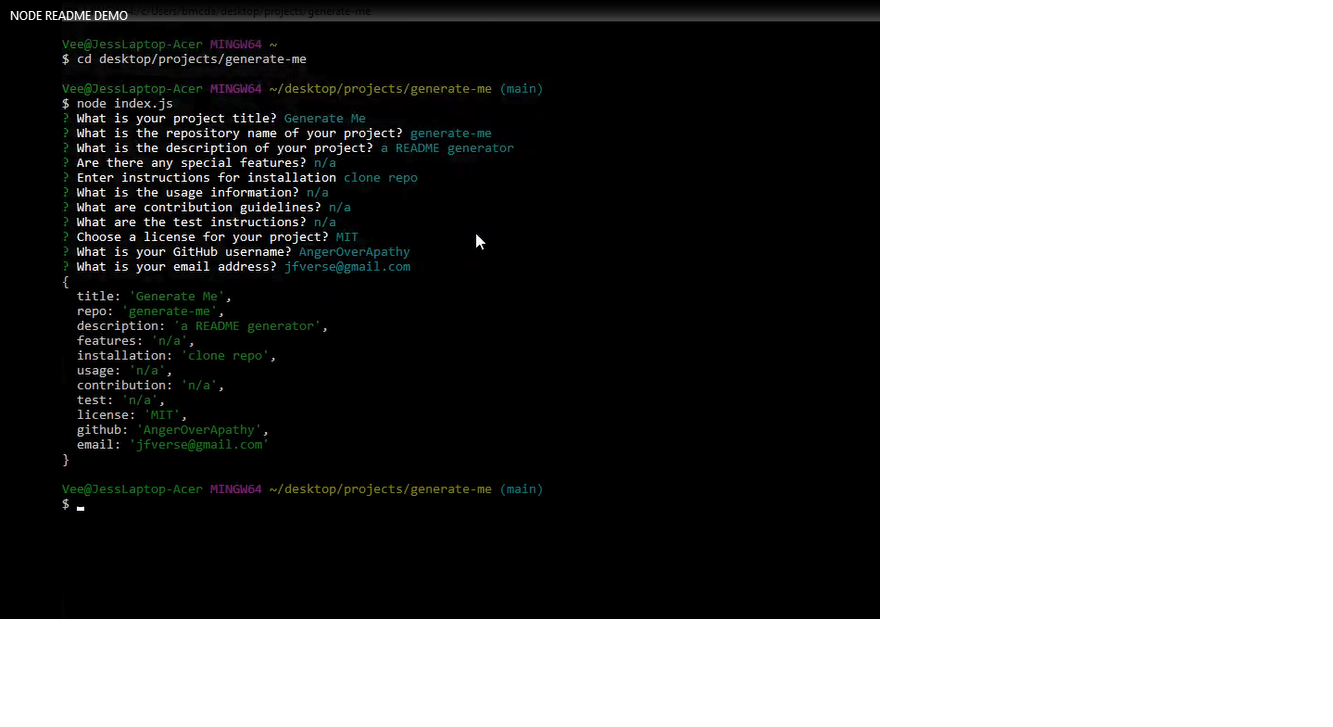 NODE README DEMO
Vee@JessLaptop-Acer MINGW64 ~
$ cd desktop/projects/generate-me
Vee@JessLaptop-Acer MINGW64 ~/desktop/projects/generate-me (main)
$ node index.js
? What is your project title? Generate Me
? What is the repository name of your project? generate-me
? What is the description of your project? a README generator
? Are there any special features? n/a
? Enter instructions for installation clone repo
? What is the usage information? n/a
? What are contribution guidelines? n/a
? What are the test instructions? n/a
? Choose a license for your project? MIT
? What is your GitHub username? AngerOverApathy
? What is your email address? jfverse@gmail.com
{
title: 'Generate Me',
repo: 'generate-me',
description: 'a README generator',
features: 'n/a',
installation: 'clone repo',
usage: 'n/a',
contribution: 'n/a',
test: 'n/a',
license: 'MIT',
github: 'AngerOverApathy',
email: 'jfverse@gmail.com'
}
Vee@JessLaptop-Acer MINGW64 ~/desktop/projects/generate-me (main)
$